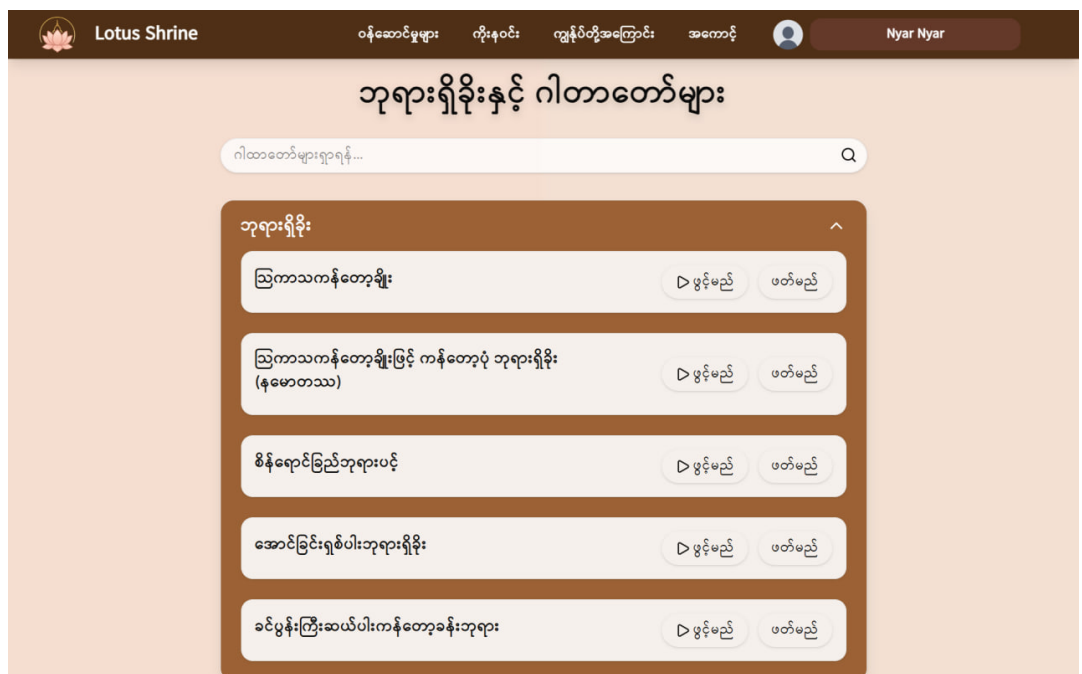 Lotus Shrine
ဝန်ဆောင်မှုများ
ကိုးနဝင်း
ကျွန်ုပ်တို့အကြောင်း
အကောင့်
Nyar Nyar
ဘုရားရှိခိုးနှင့် ဂါတာတော်များ
ဂါထာတော်များရှာရန်...
ဘုရားရှိခိုး
ဩကာသကန်တော့ချိုး
ဖွင့်မည်
ဖတ်မည်
ဩကာသကန်တော့ချိုးဖြင့် ကန်တော့ပုံ ဘုရားရှိခိုး
(နမောတဿ)
ဖွင့်မည်
ဖတ်မည်
စိန်ရောင်ခြည်ဘုရားပင့်
ဖွင့်မည်
ဖတ်မည်
အောင်ခြင်းရှစ်ပါးဘုရားရှိခိုး
ဖွင့်မည်
ဖတ်မည်
ခင်ပွန်းကြီးဆယ်ပါးကန်တော့ခန်းဘုရား
ဖွင့်မည်
ဖတ်မည်